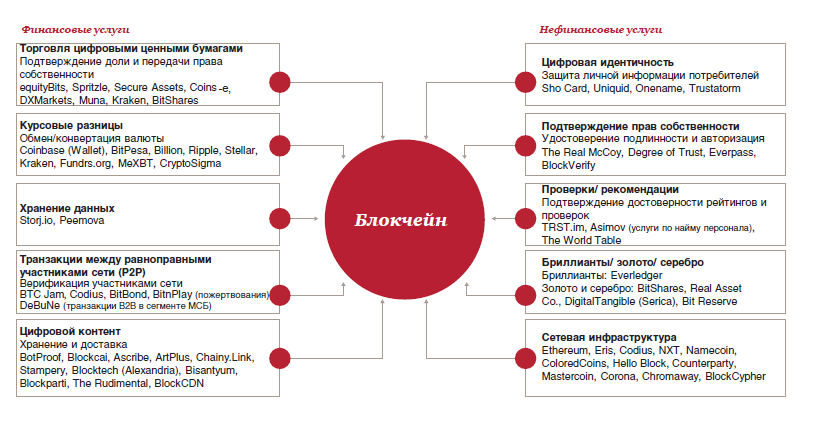 Финансовые услуги
Торговля цифровыми ценными бумагами
Подтверждение доли и передачи права
собственности
equityBits, Spritzle, Secure Assets, Coins-e,
DXMarkets, Muna, Kraken, BitShares
Курсовые разницы
Обмен/конвертация валюты
Coinbase (Wallet), BitPesa, Billion, Ripple, Stellar,
Kraken, Fundrs.org, MeXBT, CryptoSigma
Хранение данных
Storj.io, Peemova
Транзакции между равноправными
участниками сети (P2P)
Верификация участниками сети
BTC Jam, Codius, BitBond, BitnPlay (пожертвования)
DeBuNe (транзакции B2B в сегменте МСБ)
Цифровой контент
Хранение и доставка
BotProof, Blockcai, Ascribe, ArtPlus, Chainy.Link,
Stampery, Blocktech (Alexandria), Bisantyum,
Blockparti, The Rudimental, BlockCDN
Блокчейн
Нефинансовые услуги
Цифровая идентичность
Защита личной информации потребителей
Sho Card, Uniquid, Onename, Trustatorm
Подтверждение прав собственности
Удостоверение подлинности и авторизация
The Real McCoy, Degree of Trust, Everpass,
BlockVerify
Проверки/ рекомендации
Подтверждение достоверности рейтингов и
проверок
TRST.im, Asimov (услуги по найму персонала),
The World Table
Бриллианты/ золото/ серебро
Бриллианты: Everledger
Золото и серебро: BitShares, Real Asset
Co., DigitalTangible (Serica), Bit Reserve
Сетевая инфраструктура
Ethereum, Eris, Codius, NXT, Namecoin,
ColoredCoins, Hello Block, Counterparty,
Mastercoin, Corona, Chromaway, BlockCypher